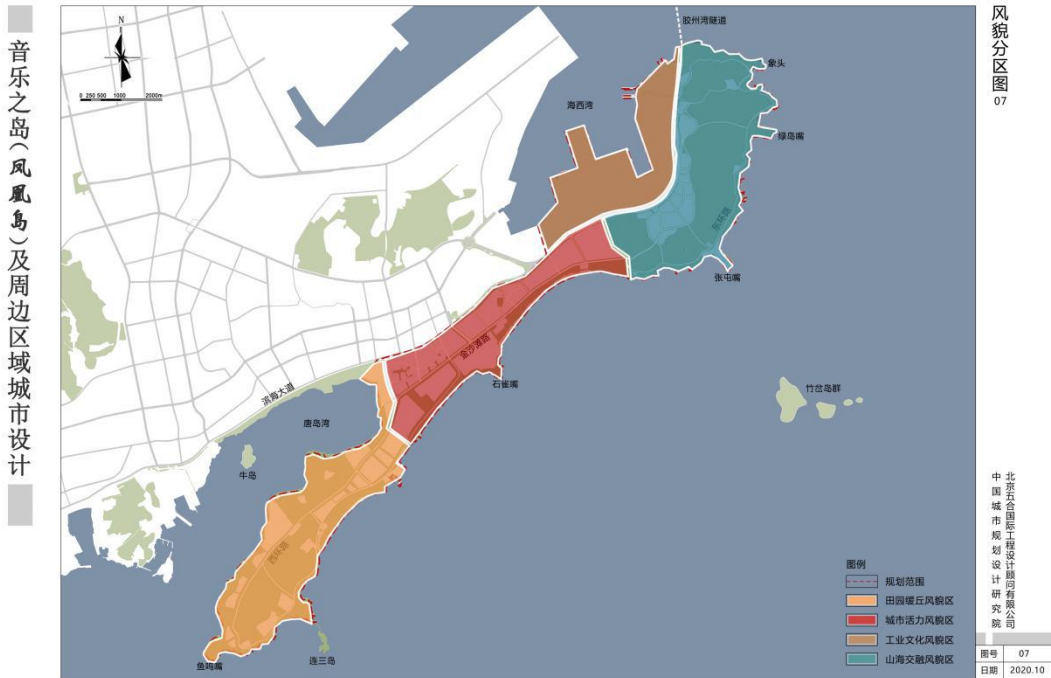 音乐之岛(凤凰岛)及周边区域城市设计
N
0 250 500 1000 2000m
胶州湾隧道
象头
海西湾
绿岛嘴
东环路
张屯嘴
金沙滩路
石雀嘴
滨海大道
竹岔岛群
唐岛湾
牛岛
西环路
鱼鸣嘴
连三岛
图例
规划范围
田园缓丘风貌区
城市活力风貌区
工业文化风貌区
山海交融风貌区
风貌分区图
07
北京五合国际工程设计顾问有限公司
中国城市规划设计研究院
图号 07
日期 2020.10